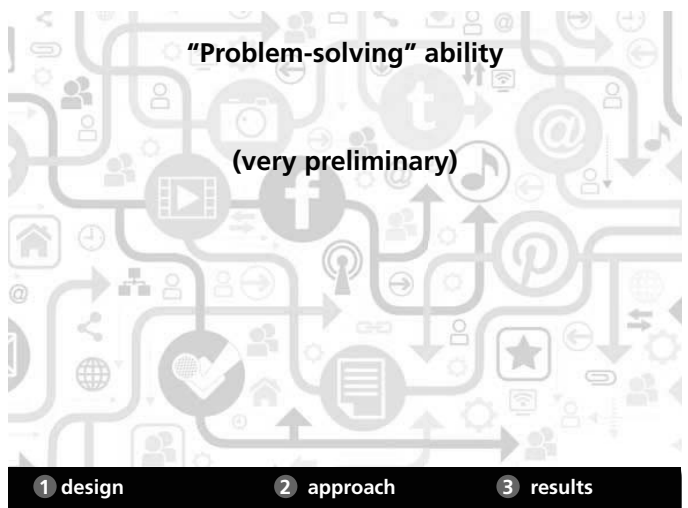 “Problem-solving” ability
(very preliminary)
1 design 2 approach 3 results